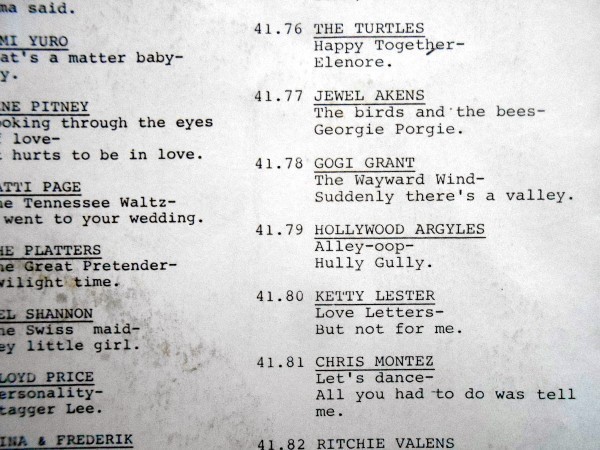 ma said.
MI YURO
at's a matter baby-
y.
NE PITNEY
oking through the eyes
f love-
t hurts to be in love.
ATTI PAGE
he Tennessee Waltz-
went to your wedding.
HE PLATTERS
he Great Pretender-
wilight time.
EL SHANNON
he Swiss maid-
ey little girl.
LOYD PRICE
ersonality-
tagger Lee.
INA & FREDERIK
41.76 THE TURTLES
Happy Together-
Elenore.
41.77 JEWEL AKENS
The birds and the bees-
Georgie Porgie.
41.78 GOGI GRANT
The Wayward Wind-
Suddenly there's a valley.
41.79 HOLLYWOOD ARGYLES
Alley-oop-
Hully Gully.
41.80 KETTY LESTER
Love Letters-
But not for me.
41.81 CHRIS MONTEZ
Let's dance-
All you had to do was tell
me.
41.82 RITCHIE VALENS